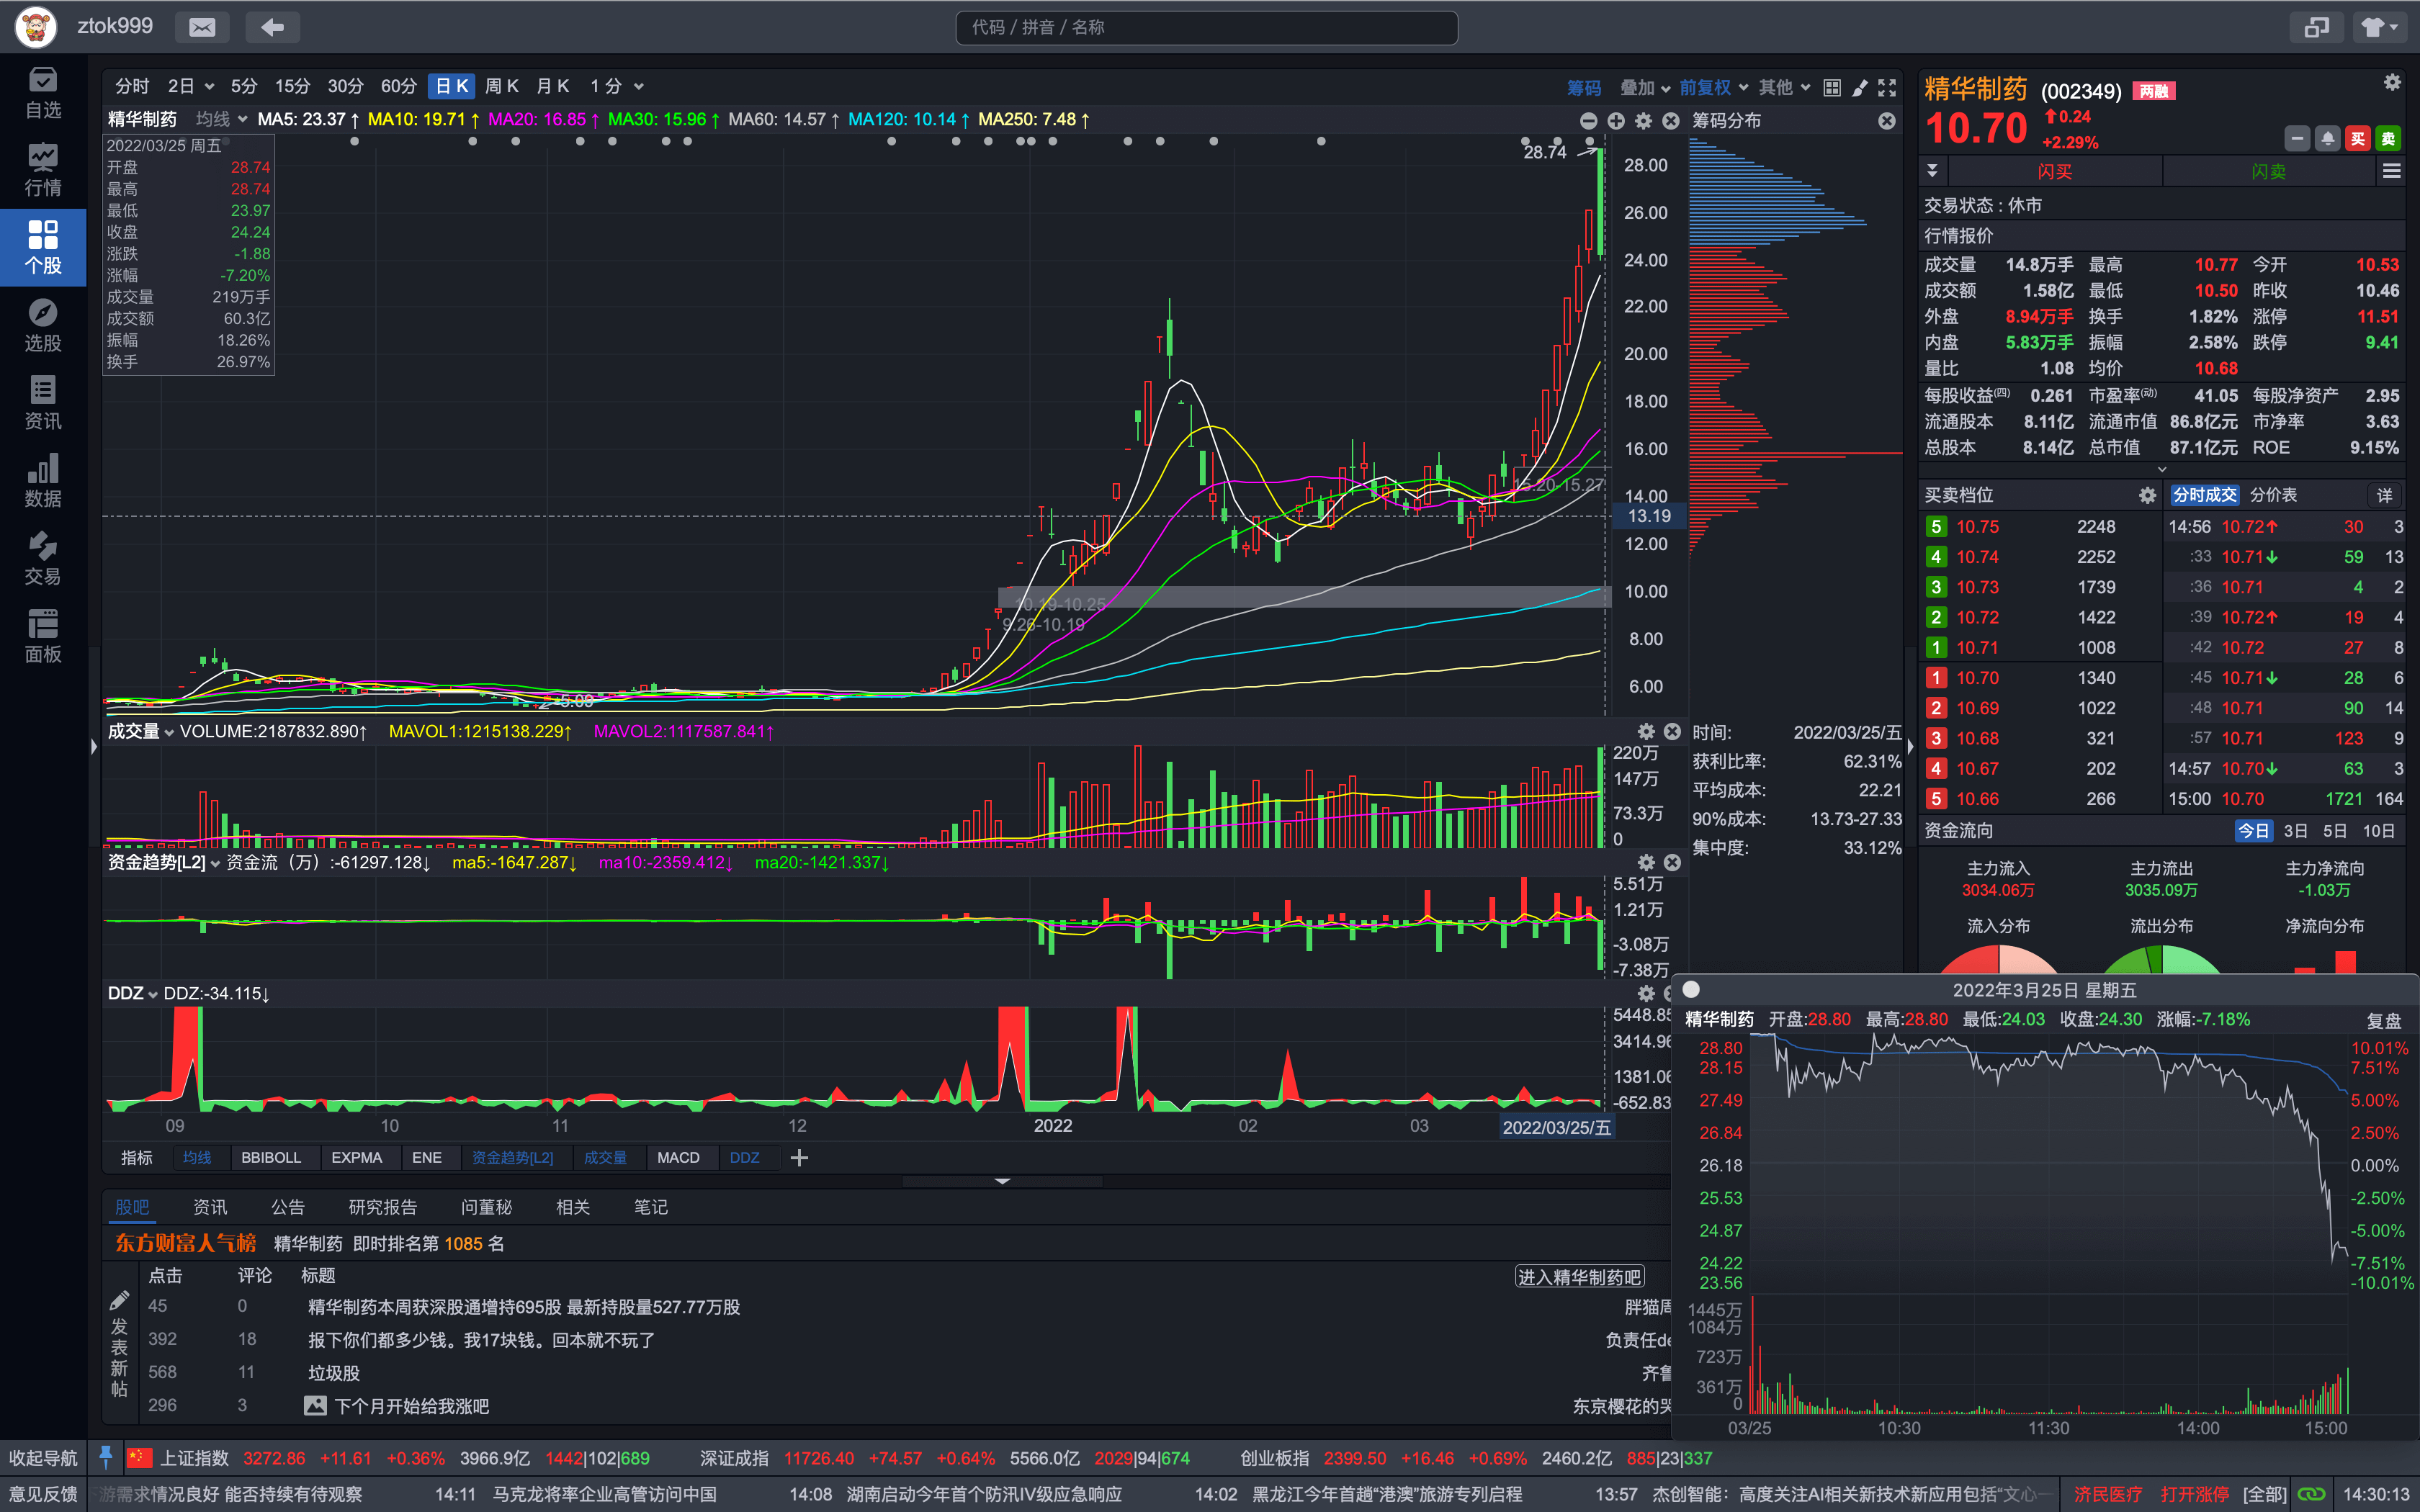 ztok999
代码 / 拼音 / 名称
自选
行情
个股
选股
资讯
数据
交易
面板
分时 2日 5分 15分 30分 60分 日K 周K 月K 1分
筹码 叠加 前复权 其他
精华制药 均线 MA5: 23.37↑ MA10: 19.71↑ MA20: 16.85↑ MA30: 15.96↑ MA60: 14.57↑ MA120: 10.14↑ MA250: 7.48↑
筹码分布
2022/03/25 周五
开盘 28.74
最高 28.74
最低 23.97
收盘 24.24
涨跌 -1.88
涨幅 -7.20%
成交量 219万手
成交额 60.3亿
振幅 18.26%
换手 26.97%
28.74
28.00
26.00
24.00
22.00
20.00
18.00
16.00
15.20-15.27
14.00
13.19
12.00
10.00
10.19-10.25
9.26-10.19
8.00
6.00
5.09
成交量 VOLUME:2187832.890↑ MAVOL1:1215138.229↑ MAVOL2:1117587.841↑
220万
147万
73.3万
0
资金趋势[L2] 资金流（万）:-61297.128↓ ma5:-1647.287↓ ma10:-2359.412↓ ma20:-1421.337↓
5.51万
1.21万
-3.08万
-7.38万
DDZ DDZ:-34.115↓
5448.85
3414.96
1381.06
-652.83
09 10 11 12 2022 02 03 2022/03/25/五
指标 均线 BBIBOLL EXPMA ENE 资金趋势[L2] 成交量 MACD DDZ
时间: 2022/03/25/五
获利比率: 62.31%
平均成本: 22.21
90%成本: 13.73-27.33
集中度: 33.12%
股吧 资讯 公告 研究报告 问董秘 相关 笔记
东方财富人气榜 精华制药 即时排名第 1085 名
点击 评论 标题 进入精华制药吧
发表新帖
45 0 精华制药本周获深股通增持695股 最新持股量527.77万股 胖猫周
392 18 报下你们都多少钱。我17块钱。回本就不玩了 负责任de
568 11 垃圾股 齐鲁
296 3 下个月开始给我涨吧 东京樱花的哭
精华制药 (002349) 两融
10.70 0.24
+2.29%
买 卖
闪买 闪卖
交易状态 : 休市
行情报价
成交量 14.8万手 最高 10.77 今开 10.53
成交额 1.58亿 最低 10.50 昨收 10.46
外盘 8.94万手 换手 1.82% 涨停 11.51
内盘 5.83万手 振幅 2.58% 跌停 9.41
量比 1.08 均价 10.68
每股收益(四) 0.261 市盈率(动) 41.05 每股净资产 2.95
流通股本 8.11亿 流通市值 86.8亿元 市净率 3.63
总股本 8.14亿 总市值 87.1亿元 ROE 9.15%
买卖档位 分时成交 分价表 详
5 10.75 2248 14:56 10.72↑ 30 3
4 10.74 2252 :33 10.71↓ 59 13
3 10.73 1739 :36 10.71 4 2
2 10.72 1422 :39 10.72↑ 19 4
1 10.71 1008 :42 10.72 27 8
1 10.70 1340 :45 10.71↓ 28 6
2 10.69 1022 :48 10.71 90 14
3 10.68 321 :57 10.71 123 9
4 10.67 202 14:57 10.70↓ 63 3
5 10.66 266 15:00 10.70 1721 164
资金流向 今日 3日 5日 10日
主力流入 主力流出 主力净流向
3034.06万 3035.09万 -1.03万
流入分布 流出分布 净流向分布
2022年3月25日 星期五
精华制药 开盘:28.80 最高:28.80 最低:24.03 收盘:24.30 涨幅:-7.18% 复盘
28.80 10.01%
28.15 7.51%
27.49 5.00%
26.84 2.50%
26.18 0.00%
25.53 -2.50%
24.87 -5.00%
24.22 -7.51%
23.56 -10.01%
1445万
1084万
723万
361万
0
03/25 10:30 11:30 14:00 15:00
收起导航 上证指数 3272.86 +11.61 +0.36% 3966.9亿 1442|102|689 深证成指 11726.40 +74.57 +0.64% 5566.0亿 2029|94|674 创业板指 2399.50 +16.46 +0.69% 2460.2亿 885|23|337
意见反馈 游需求情况良好 能否持续有待观察 14:11 马克龙将率企业高管访问中国 14:08 湖南启动今年首个防汛IV级应急响应 14:02 黑龙江今年首趟“港澳”旅游专列启程 13:57 杰创智能：高度关注AI相关新技术新应用包括“文心一 济民医疗 打开涨停 [全部] 14:30:13